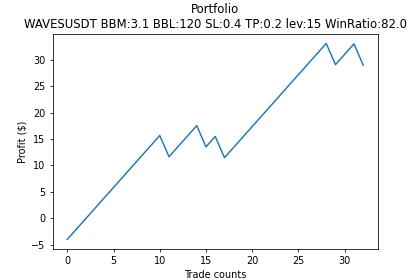 Portfolio
WAVESUSDT BBM:3.1 BBL:120 SL:0.4 TP:0.2 lev:15 WinRatio:82.0
Profit ($)
30
25
20
15
10
5
0
−5
0 5 10 15 20 25 30
Trade counts